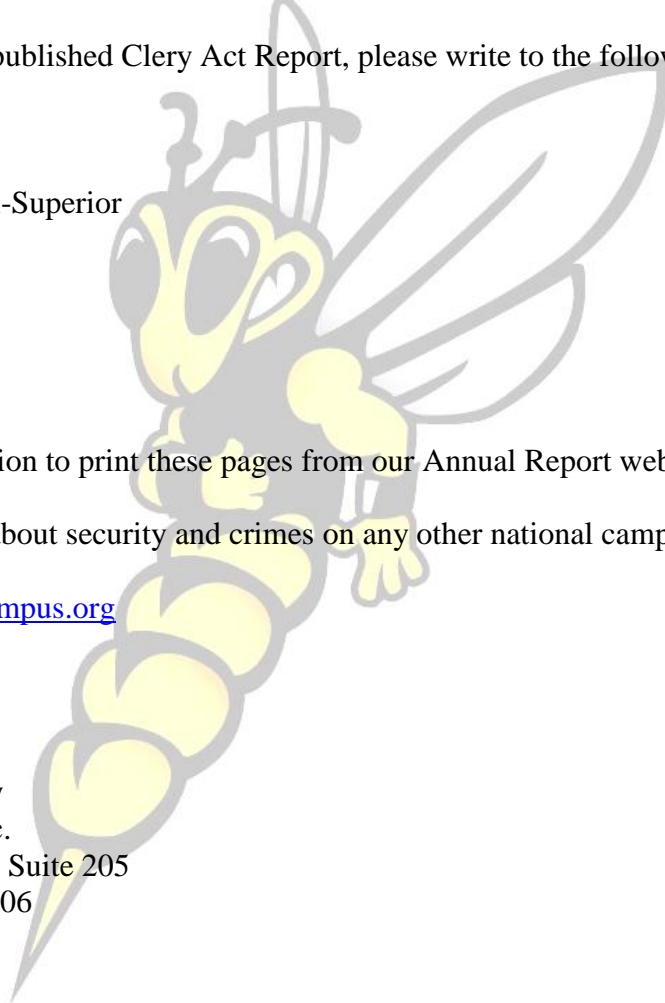 published Clery Act Report, please write to the follow
-Superior
ion to print these pages from our Annual Report web
about security and crimes on any other national camp
mpus.org
Suite 205
06